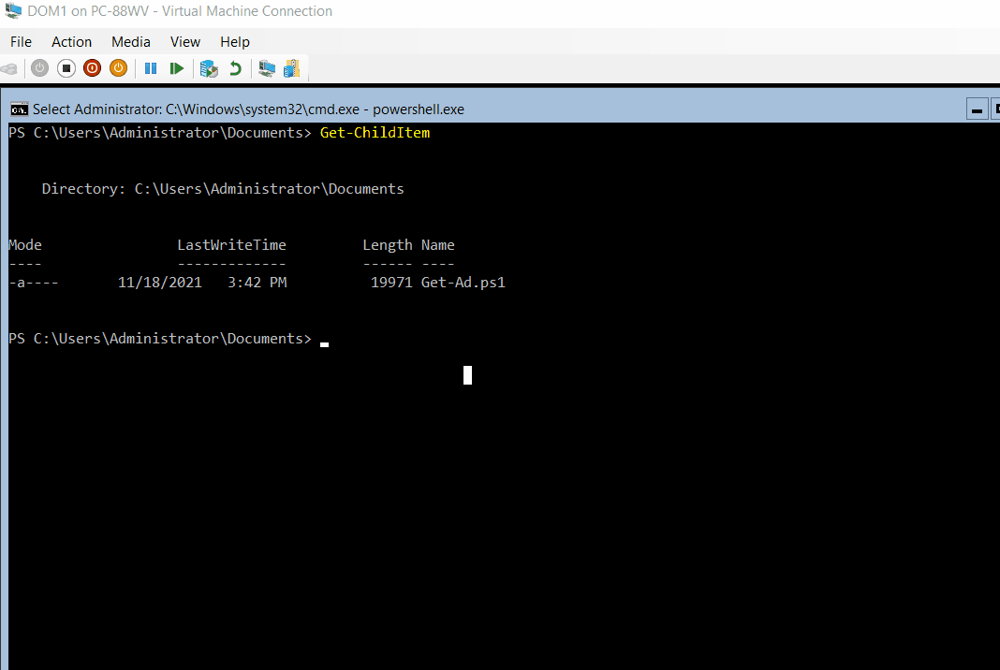 DOM1 on PC-88WV - Virtual Machine Connection
File Action Media View Help
Select Administrator: C:\Windows\system32\cmd.exe - powershell.exe
PS C:\Users\Administrator\Documents> Get-ChildItem
Directory: C:\Users\Administrator\Documents
Mode LastWriteTime Length Name
---- ------------- ------ ----
-a---- 11/18/2021 3:42 PM 19971 Get-Ad.ps1
PS C:\Users\Administrator\Documents>